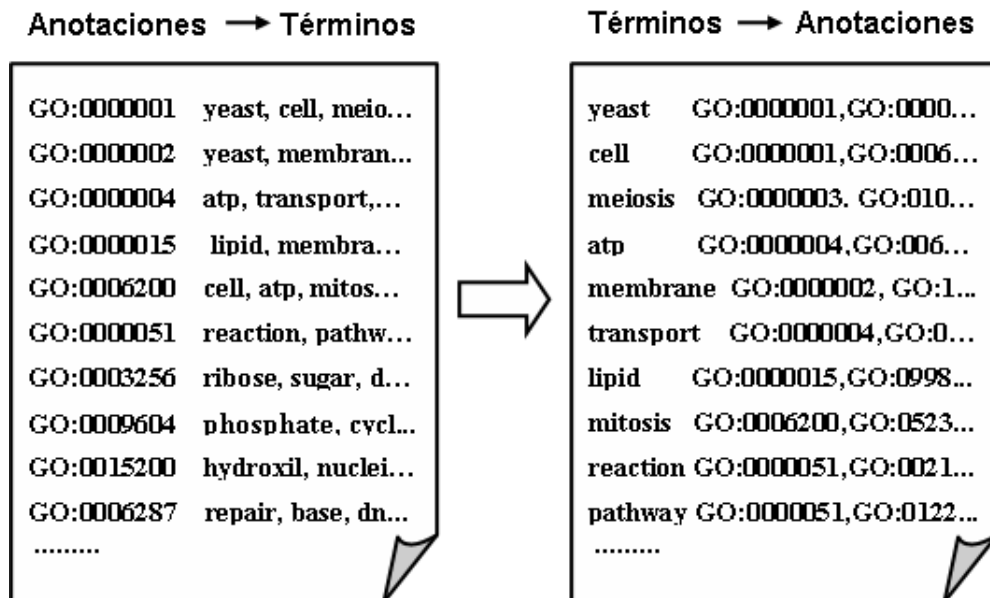 Anotaciones → Términos
GO:0000001 yeast, cell, meio...
GO:0000002 yeast, membran...
GO:0000004 atp, transport,...
GO:0000015 lipid, membra...
GO:0006200 cell, atp, mitos...
GO:0000051 reaction, pathw...
GO:0003256 ribose, sugar, d...
GO:0009604 phosphate, cycl...
GO:0015200 hydroxil, nuclei...
GO:0006287 repair, base, dn...
.........
Términos → Anotaciones
yeast GO:0000001,GO:0000...
cell GO:0000001,GO:0006...
meiosis GO:0000003. GO:010...
atp GO:0000004,GO:006...
membrane GO:0000002, GO:1...
transport GO:0000004,GO:0...
lipid GO:0000015,GO:0998...
mitosis GO:0006200,GO:0523...
reaction GO:0000051,GO:0021...
pathway GO:0000051,GO:0122...
.........